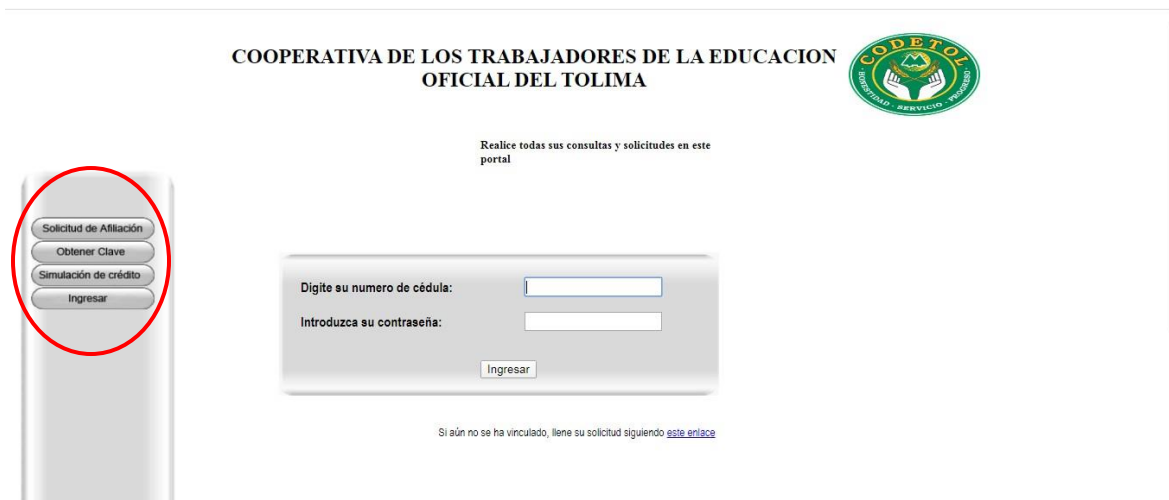 COOPERATIVA DE LOS TRABAJADORES DE LA EDUCACION
OFICIAL DEL TOLIMA
CODETOL
HONESTIDAD - SERVICIO - PROGRESO
Realice todas sus consultas y solicitudes en este
portal
Solicitud de Afiliación
Obtener Clave
Simulación de crédito
Ingresar
Digite su numero de cédula:
Introduzca su contraseña:
Ingresar
Si aún no se ha vinculado, llene su solicitud siguiendo este enlace